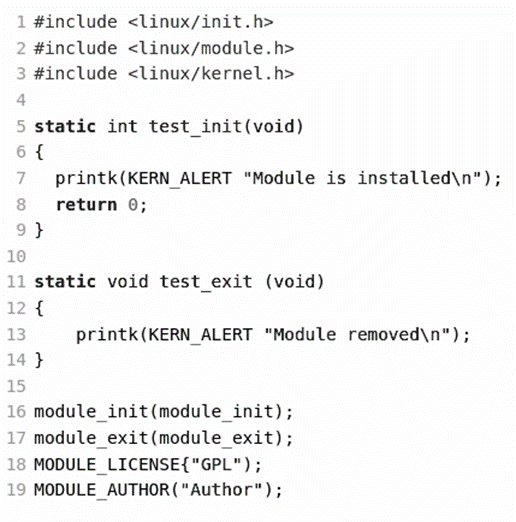 1 #include <linux/init.h>
2 #include <linux/module.h>
3 #include <linux/kernel.h>
4
5 static int test_init(void)
6 {
7   printk(KERN_ALERT "Module is installed\n");
8   return 0;
9 }
10
11 static void test_exit (void)
12 {
13     printk(KERN_ALERT "Module removed\n");
14 }
15
16 module_init(module_init);
17 module_exit(module_exit);
18 MODULE_LICENSE{"GPL");
19 MODULE_AUTHOR("Author");